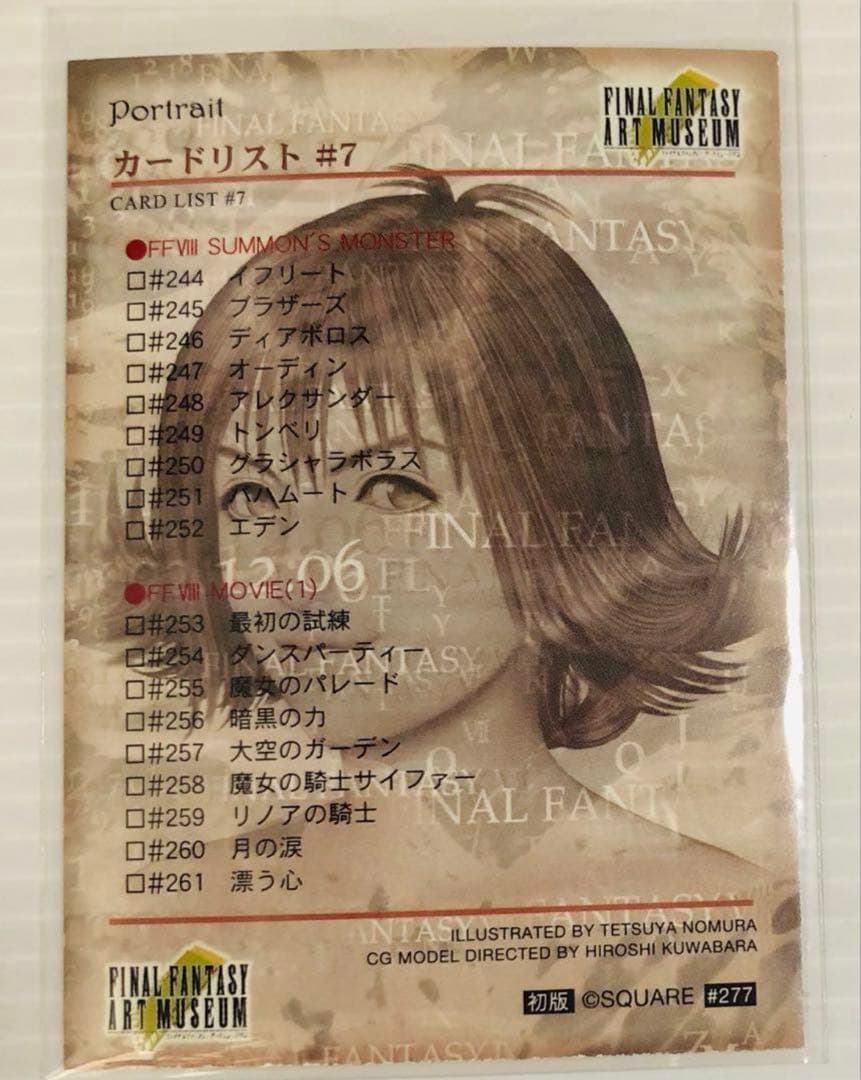 Portrait
FINAL FANTASY
ART MUSEUM
カードリスト #7
CARD LIST #7
●FFⅧ SUMMON'S MONSTER
□#244 イフリート
□#245 ブラザーズ
□#246 ディアボロス
□#247 オーディン
□#248 アレクサンダー
□#249 トンベリ
□#250 グラシャラボラス
□#251 バハムート
□#252 エデン
12:06
●FFⅧ MOVIE(1)
□#253 最初の試練
□#254 ダンスパーティー
□#255 魔女のパレード
□#256 暗黒の力
□#257 大空のガーデン
□#258 魔女の騎士サイファー
□#259 リノアの騎士
□#260 月の涙
□#261 漂う心
ILLUSTRATED BY TETSUYA NOMURA
CG MODEL DIRECTED BY HIROSHI KUWABARA
FINAL FANTASY
ART MUSEUM
初版 ©SQUARE #277